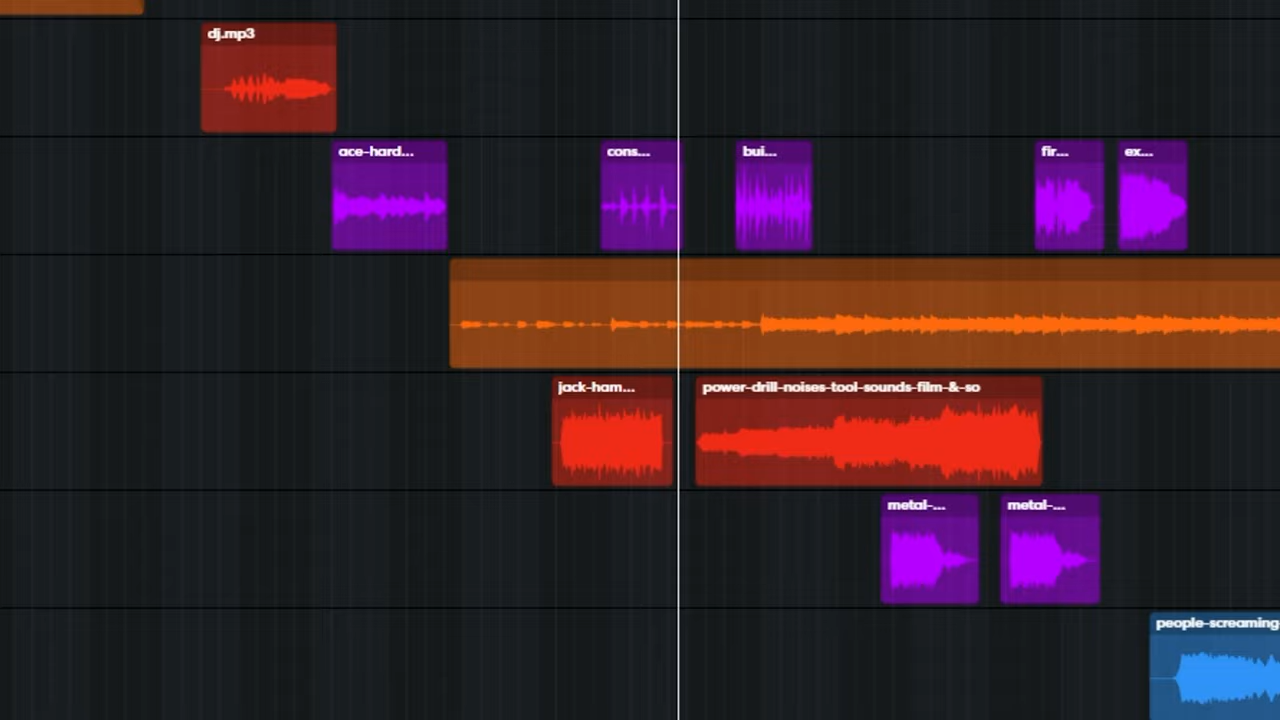 dj.mp3
ace-hard...
cons...
bui...
fir...
ex...
jack-ham...
power-drill-noises-tool-sounds-film-&-so
metal-...
metal-...
people-screaming